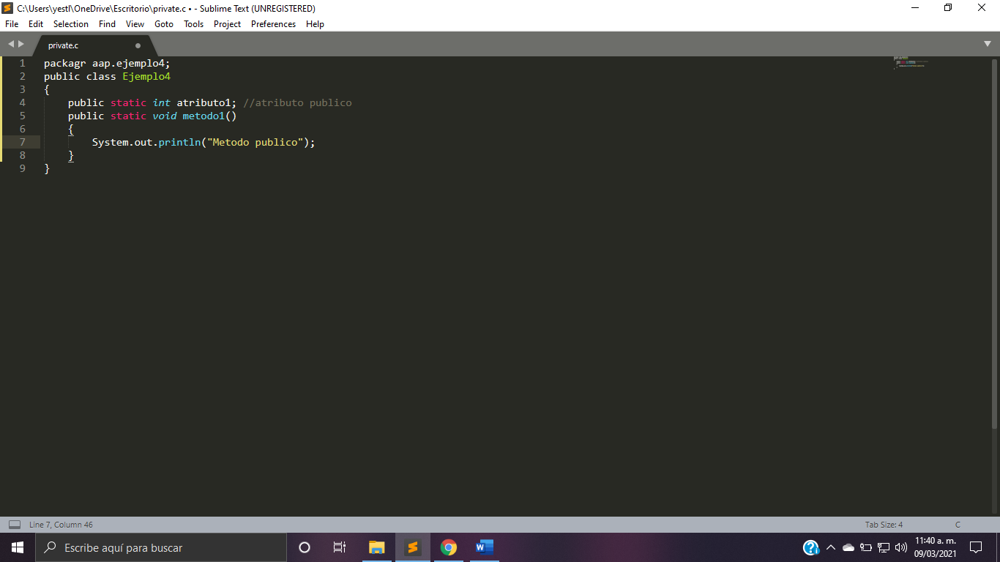 C:\Users\yestl\OneDrive\Escritorio\private.c • - Sublime Text (UNREGISTERED)
File Edit Selection Find View Goto Tools Project Preferences Help
private.c
1 packagr aap.ejemplo4;
2 public class Ejemplo4
3 {
4 public static int atributo1; //atributo publico
5 public static void metodo1()
6 {
7 System.out.println("Metodo publico");
8 }
9 }
Line 7, Column 46 Tab Size: 4 C
Escribe aquí para buscar
11:40 a. m.
09/03/2021